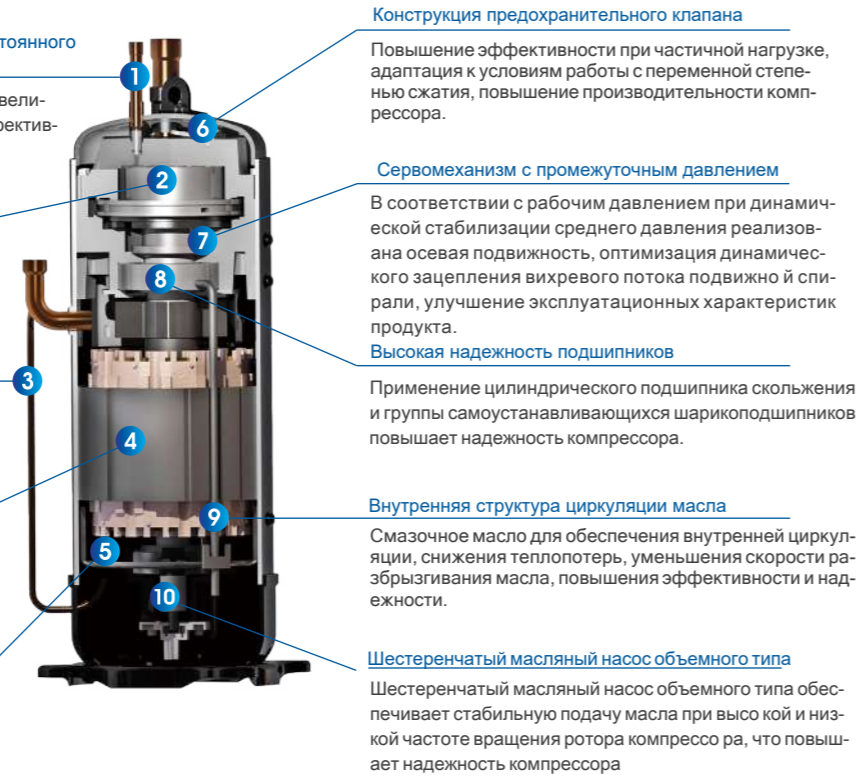 Конструкция предохранительного клапана
Повышение эффективности при частичной нагрузке,
адаптация к условиям работы с переменной степе-
нью сжатия, повышение производительности комп-
рессора.
Сервомеханизм с промежуточным давлением
В соответствии с рабочим давлением при динамич-
еской стабилизации среднего давления реализов-
ана осевая подвижность, оптимизация динамичес-
кого зацепления вихревого потока подвижно й спи-
рали, улучшение эксплуатационных характеристик
продукта.
Высокая надежность подшипников
Применение цилиндрического подшипника скольжения
и группы самоустанавливающихся шарикоподшипников
повышает надежность компрессора.
Внутренняя структура циркуляции масла
Смазочное масло для обеспечения внутренней циркул-
яции, снижения теплопотерь, уменьшения скорости ра-
збрызгивания масла, повышения эффективности и над-
ежности.
Шестеренчатый масляный насос объемного типа
Шестеренчатый масляный насос объемного типа обес-
печивает стабильную подачу масла при высо кой и низ-
кой частоте вращения ротора компрессо ра, что повыш-
ает надежность компрессора
1
6
2
7
8
3
4
9
5
10